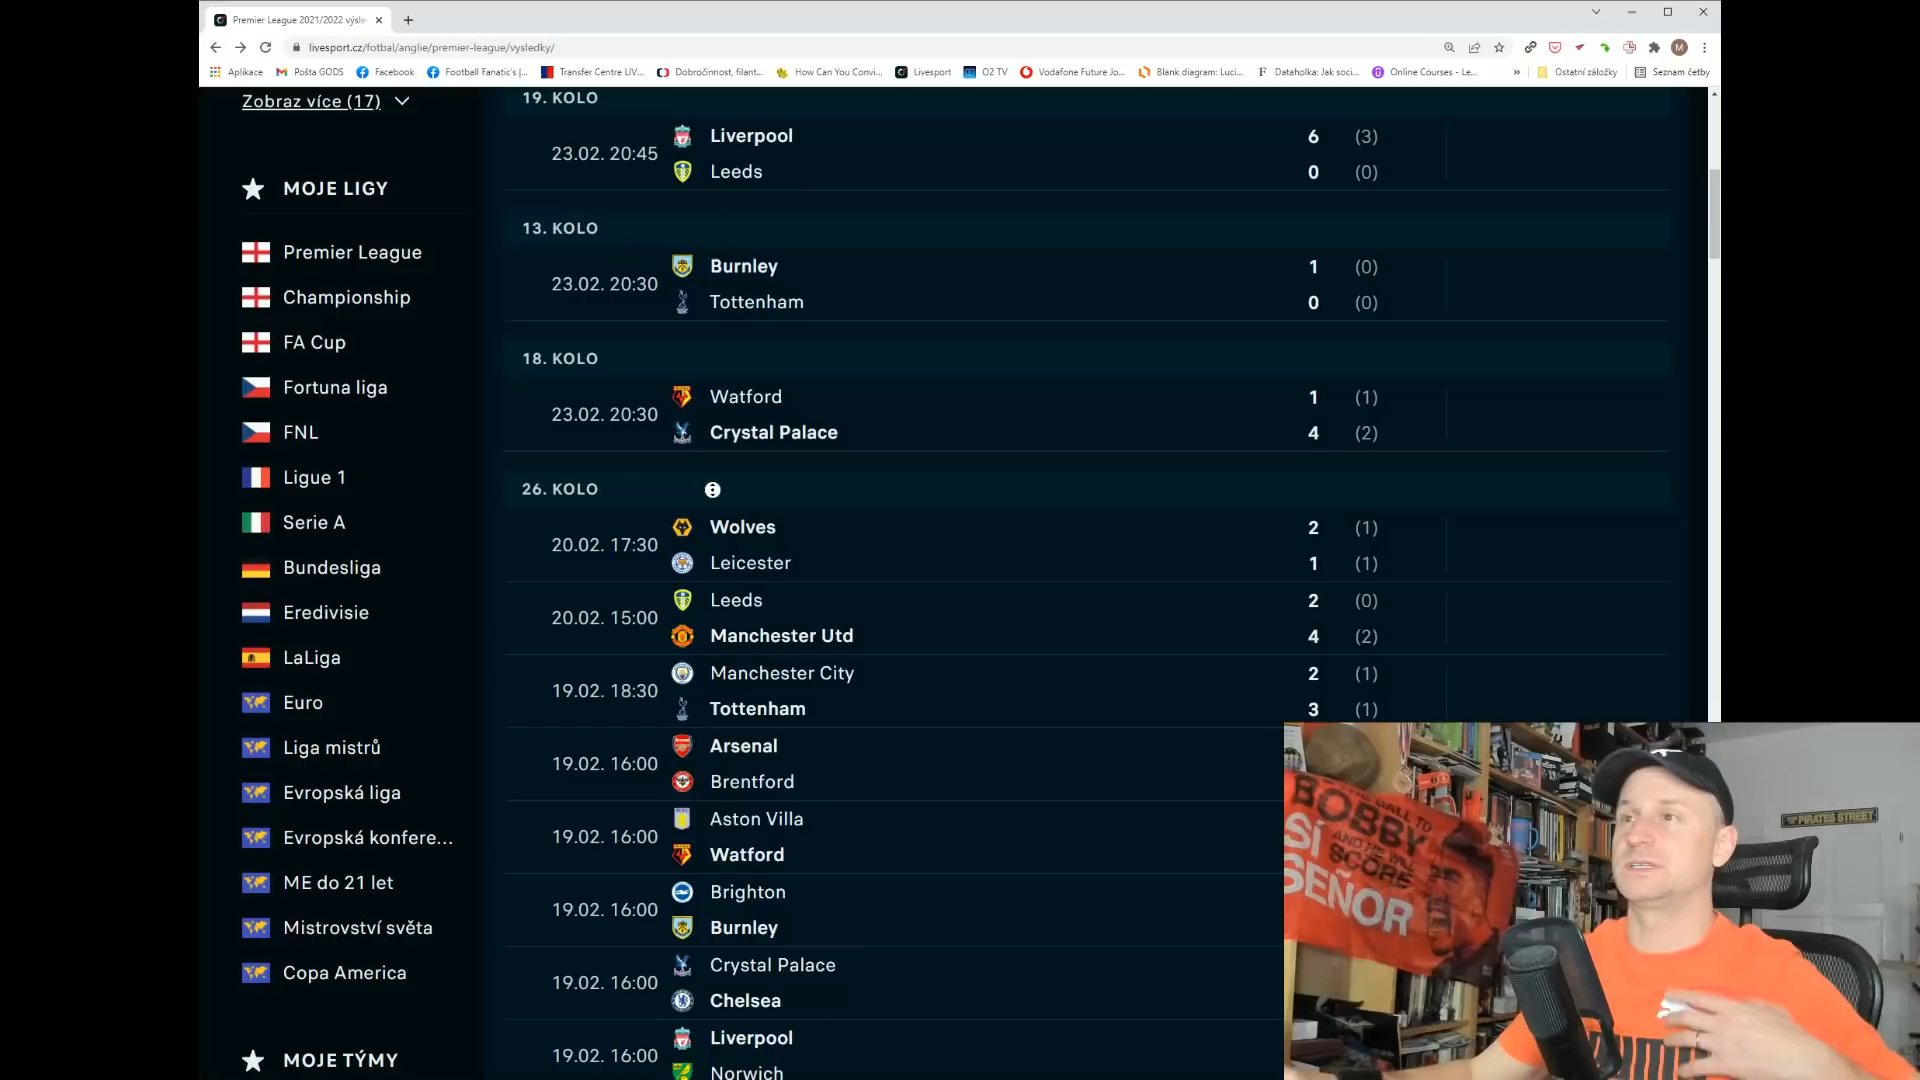 Premier League 2021/2022 výsle
livesport.cz/fotbal/anglie/premier-league/vysledky/
M
Aplikace
Pošta GODS
Facebook
Football Fanatic's |...
Transfer Centre LIV...
Dobročinnost, filant...
How Can You Convi...
Livesport
O2 TV
Vodafone Future Jo...
Blank diagram: Luci...
Dataholka: Jak soci...
Online Courses - Le...
»
Ostatní záložky
Seznam četby
Zobraz více (17)
MOJE LIGY
Premier League
Championship
FA Cup
Fortuna liga
FNL
Ligue 1
Serie A
Bundesliga
Eredivisie
LaLiga
Euro
Liga mistrů
Evropská liga
Evropská konfere...
ME do 21 let
Mistrovství světa
Copa America
MOJE TÝMY
19. KOLO
23.02. 20:45
Liverpool 6 (3)
Leeds 0 (0)
13. KOLO
23.02. 20:30
Burnley 1 (0)
Tottenham 0 (0)
18. KOLO
23.02. 20:30
Watford 1 (1)
Crystal Palace 4 (2)
26. KOLO
20.02. 17:30
Wolves 2 (1)
Leicester 1 (1)
20.02. 15:00
Leeds 2 (0)
Manchester Utd 4 (2)
19.02. 18:30
Manchester City 2 (1)
Tottenham 3 (1)
19.02. 16:00
Arsenal
Brentford
19.02. 16:00
Aston Villa
Watford
19.02. 16:00
Brighton
Burnley
19.02. 16:00
Crystal Palace
Chelsea
19.02. 16:00
Liverpool
Norwich
BALL TO
BOBBY
AND HE WILL
SCORE
SÍ
SEÑOR
PIRATES STREET